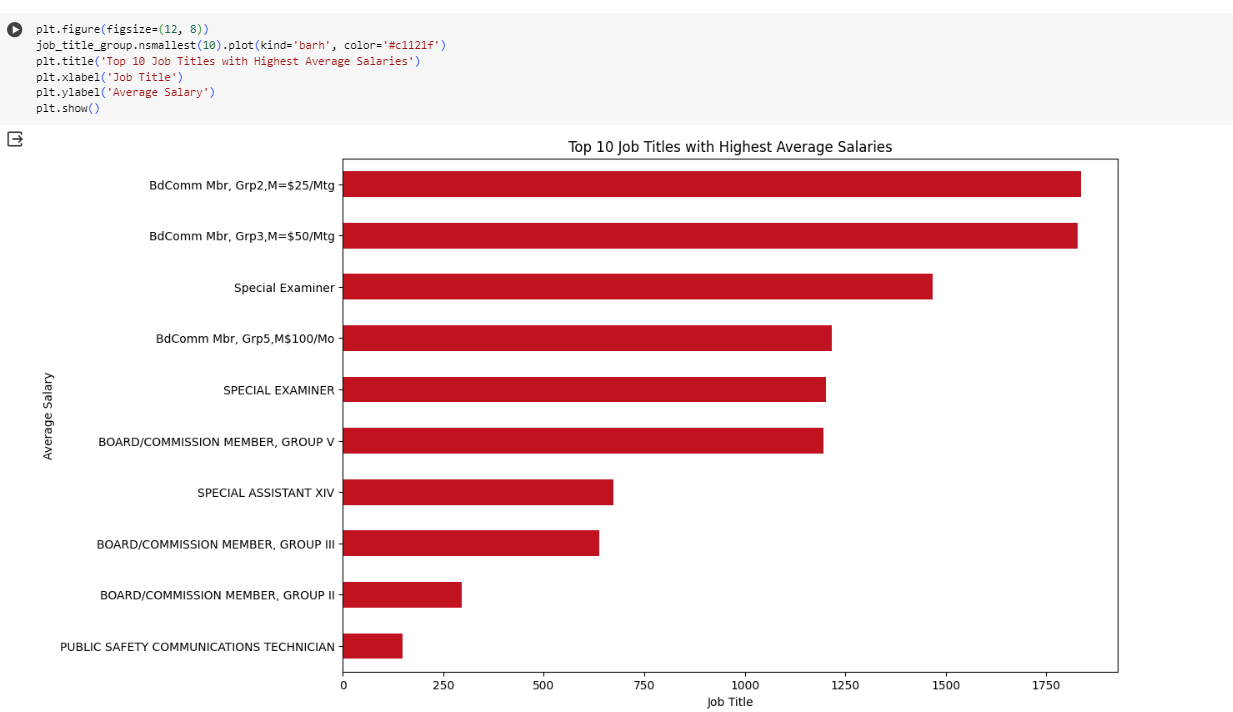 plt.figure(figsize=(12, 8))
job_title_group.nsmallest(10).plot(kind='barh', color='#c1121f')
plt.title('Top 10 Job Titles with Highest Average Salaries')
plt.xlabel('Job Title')
plt.ylabel('Average Salary')
plt.show()
Top 10 Job Titles with Highest Average Salaries
BdComm Mbr, Grp2,M=$25/Mtg
BdComm Mbr, Grp3,M=$50/Mtg
Special Examiner
BdComm Mbr, Grp5,M$100/Mo
SPECIAL EXAMINER
BOARD/COMMISSION MEMBER, GROUP V
SPECIAL ASSISTANT XIV
BOARD/COMMISSION MEMBER, GROUP III
BOARD/COMMISSION MEMBER, GROUP II
PUBLIC SAFETY COMMUNICATIONS TECHNICIAN
Average Salary
0 250 500 750 1000 1250 1500 1750
Job Title